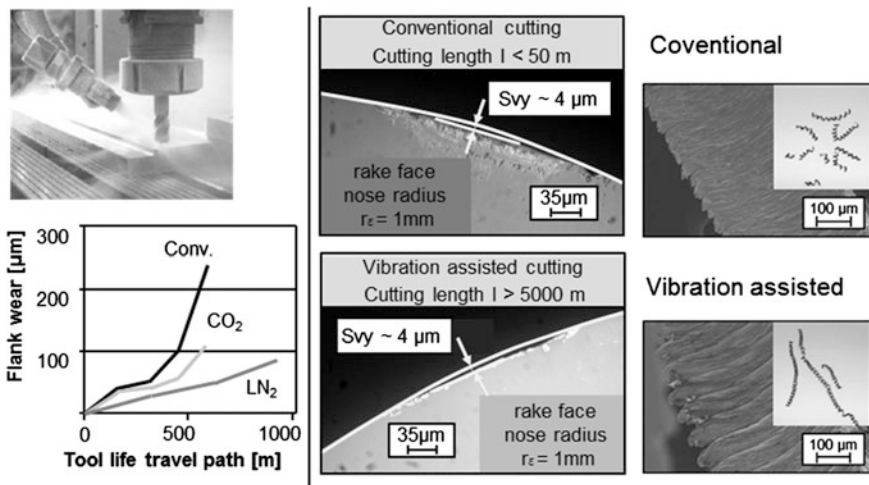 300
200
100
0
500
1000
Flank wear [µm]
Tool life travel path [m]
Conv.
CO₂
LN₂
Conventional cutting
Cutting length l < 50 m
Svy ~ 4 µm
rake face
nose radius
rε = 1mm
35µm
Vibration assisted cutting
Cutting length l > 5000 m
Svy ~ 4 µm
rake face
nose radius
rε = 1mm
35µm
Coventional
100 µm
Vibration assisted
100 µm